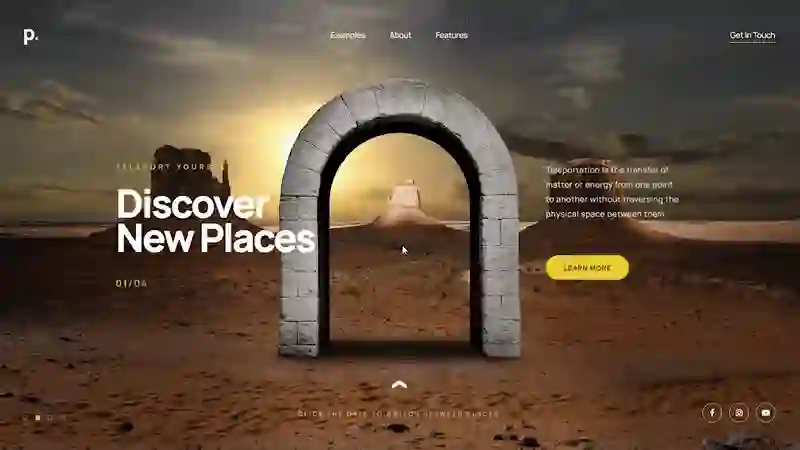 p.
Examples
About
Features
Get In Touch
TELEPORT
Discover
New Places
01/04
Teleportation is the transfer of
matter or energy from one point
to another without traversing the
physical space between them
LEARN MORE
CLICK THE GATE TO SWITCH BETWEEN PLACES